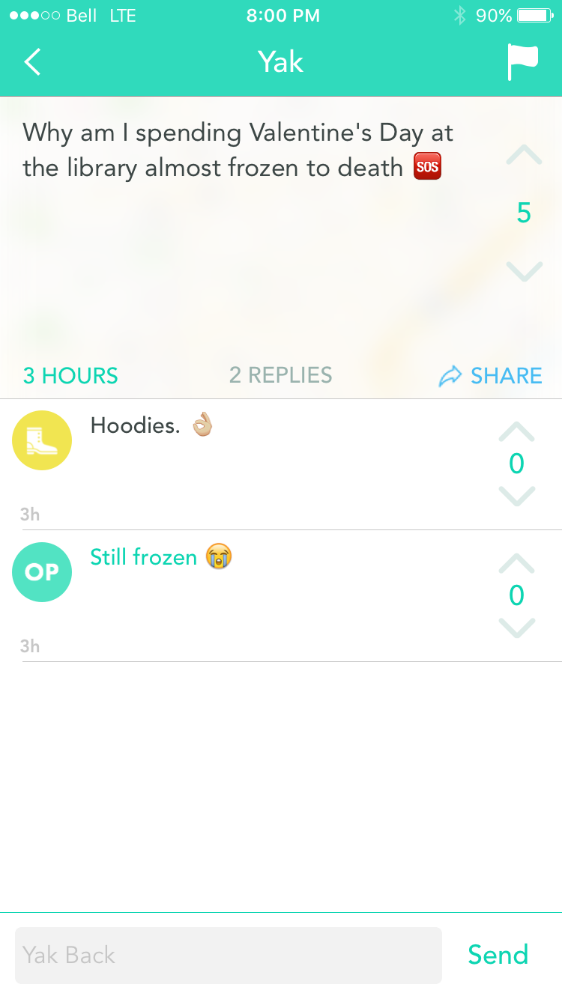 Bell LTE 8:00 PM 90%
Yak
Why am I spending Valentine's Day at
the library almost frozen to death 🆘
5
3 HOURS 2 REPLIES SHARE
Hoodies. 👌🏼
0
3h
OP Still frozen 😭
0
3h
Yak Back Send